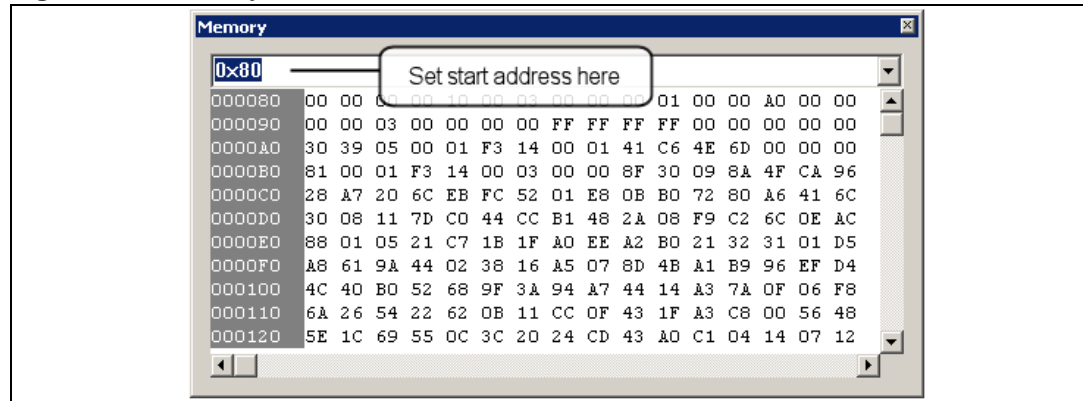 Memory
0x80
Set start address here
000080 00 00 00 00 10 00 03 00 00 00 01 00 00 A0 00 00
000090 00 00 03 00 00 00 00 FF FF FF FF 00 00 00 00 00
0000A0 30 39 05 00 01 F3 14 00 01 41 C6 4E 6D 00 00 00
0000B0 81 00 01 F3 14 00 03 00 00 8F 30 09 8A 4F CA 96
0000C0 28 A7 20 6C EB FC 52 01 E8 0B B0 72 80 A6 41 6C
0000D0 30 08 11 7D C0 44 CC B1 48 2A 08 F9 C2 6C 0E AC
0000E0 88 01 05 21 C7 1B 1F A0 EE A2 B0 21 32 31 01 D5
0000F0 A8 61 9A 44 02 38 16 A5 07 8D 4B A1 B9 96 EF D4
000100 4C 40 B0 52 68 9F 3A 94 A7 44 14 A3 7A 0F 06 F8
000110 6A 26 54 22 62 0B 11 CC 0F 43 1F A3 C8 00 56 48
000120 5E 1C 69 55 0C 3C 20 24 CD 43 A0 C1 04 14 07 12